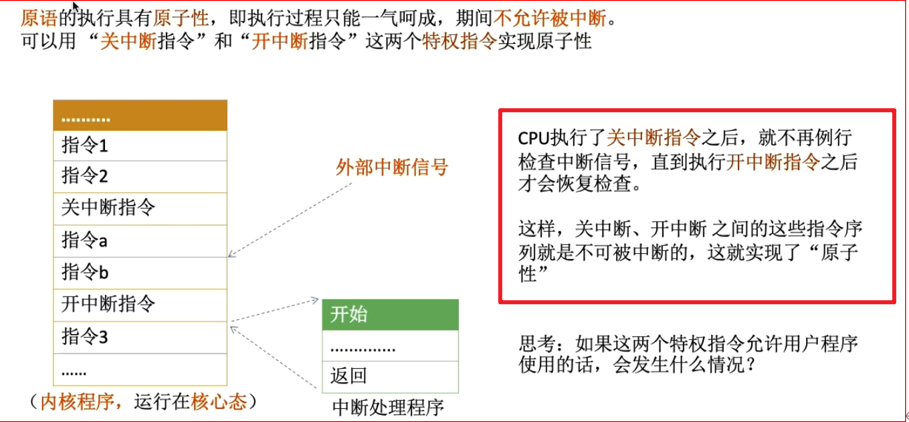 原语的执行具有原子性，即执行过程只能一气呵成，期间不允许被中断。
可以用 “关中断指令”和“开中断指令”这两个特权指令实现原子性
..........
指令1
指令2
关中断指令
指令a
指令b
开中断指令
指令3
......
（内核程序，运行在核心态）
外部中断信号
开始
..............
返回
中断处理程序
CPU执行了关中断指令之后，就不再例行
检查中断信号，直到执行开中断指令之后
才会恢复检查。
这样，关中断、开中断 之间的这些指令序
列就是不可被中断的，这就实现了“原子
性”
思考：如果这两个特权指令允许用户程序
使用的话，会发生什么情况？